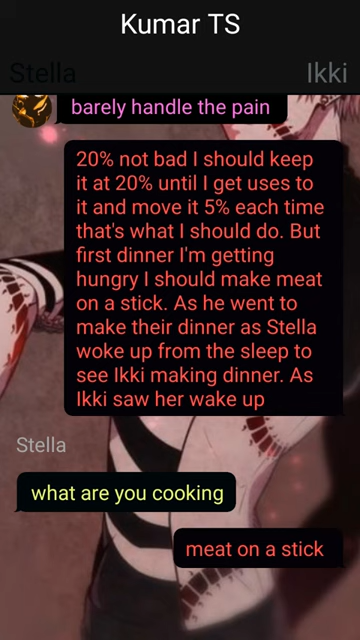 Kumar TS
Stella
Ikki
barely handle the pain
20% not bad I should keep
it at 20% until I get uses to
it and move it 5% each time
that's what I should do. But
first dinner I'm getting
hungry I should make meat
on a stick. As he went to
make their dinner as Stella
woke up from the sleep to
see Ikki making dinner. As
Ikki saw her wake up
Stella
what are you cooking
meat on a stick